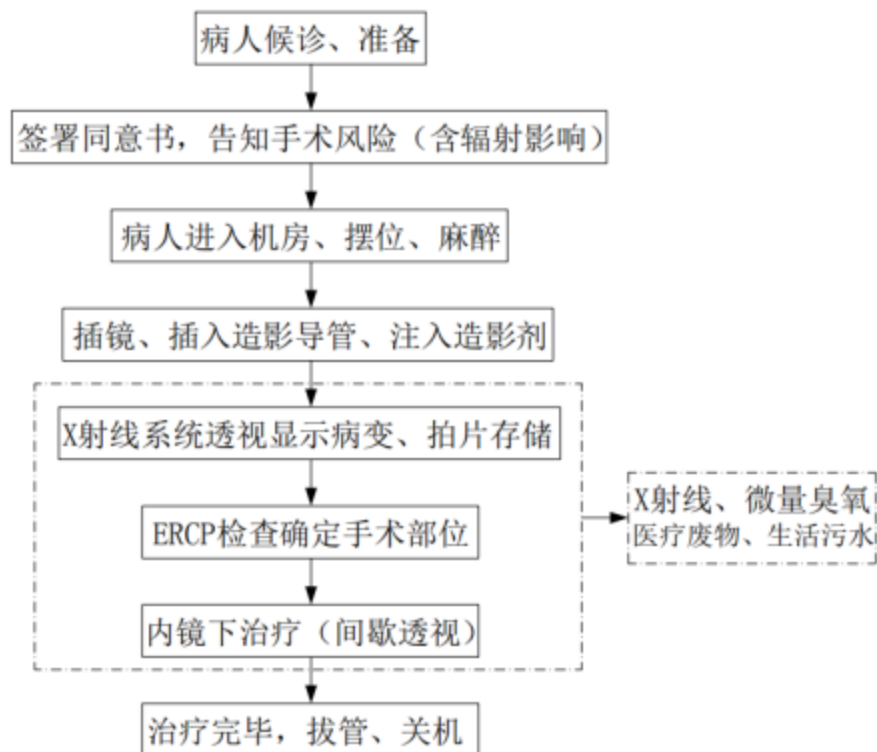 病人候诊、准备
签署同意书，告知手术风险（含辐射影响）
病人进入机房、摆位、麻醉
插镜、插入造影导管、注入造影剂
X射线系统透视显示病变、拍片存储
ERCP检查确定手术部位
内镜下治疗（间歇透视）
X射线、微量臭氧
医疗废物、生活污水
治疗完毕，拔管、关机